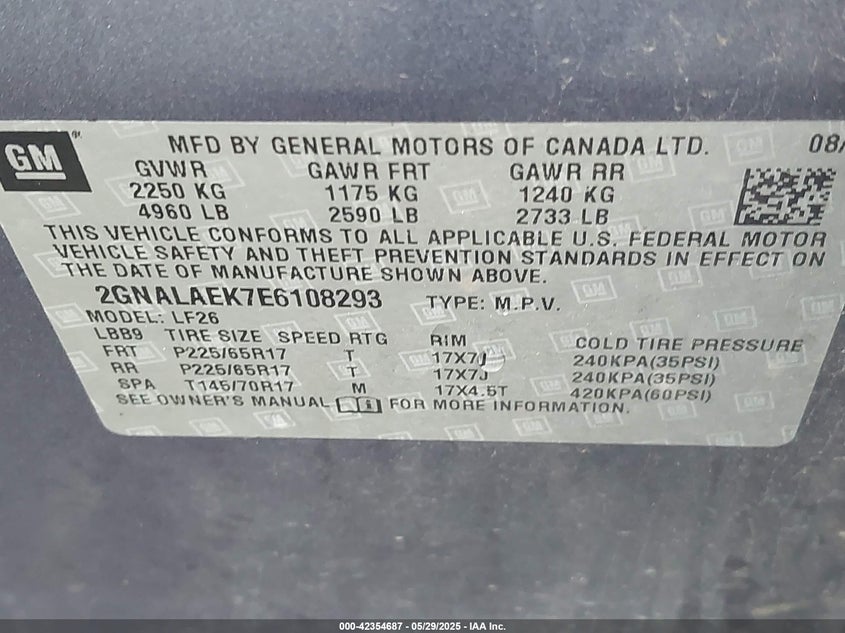 GM
MFD BY GENERAL MOTORS OF CANADA LTD. 08/
GVWR GAWR FRT GAWR RR
2250 KG 1175 KG 1240 KG
4960 LB 2590 LB 2733 LB
THIS VEHICLE CONFORMS TO ALL APPLICABLE U.S. FEDERAL MOTOR
VEHICLE SAFETY AND THEFT PREVENTION STANDARDS IN EFFECT ON
THE DATE OF MANUFACTURE SHOWN ABOVE.
2GNALAEK7E6108293 TYPE: M.P.V.
MODEL: LF26
LBB9 TIRE SIZE SPEED RTG RIM COLD TIRE PRESSURE
FRT P225/65R17 T 17X7J 240KPA(35PSI)
RR P225/65R17 T 17X7J 240KPA(35PSI)
SPA T145/70R17 M 17X4.5T 420KPA(60PSI)
SEE OWNER'S MANUAL FOR MORE INFORMATION.
000-42354687 - 05/29/2025 - IAA Inc.